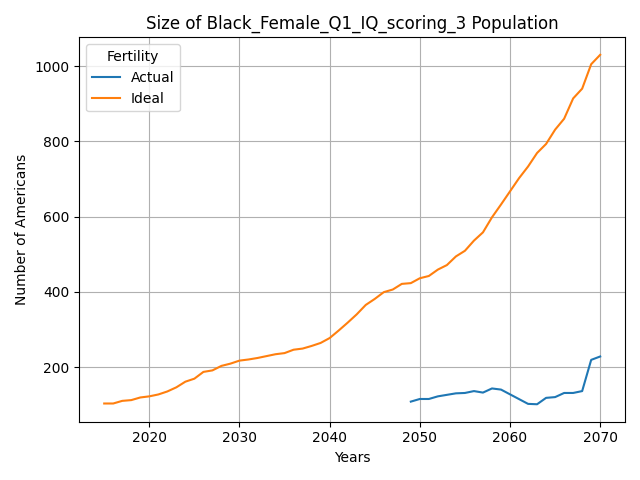 Size of Black_Female_Q1_IQ_scoring_3 Population
Fertility
Actual
Ideal
Number of Americans
1000
800
600
400
200
2020 2030 2040 2050 2060 2070
Years